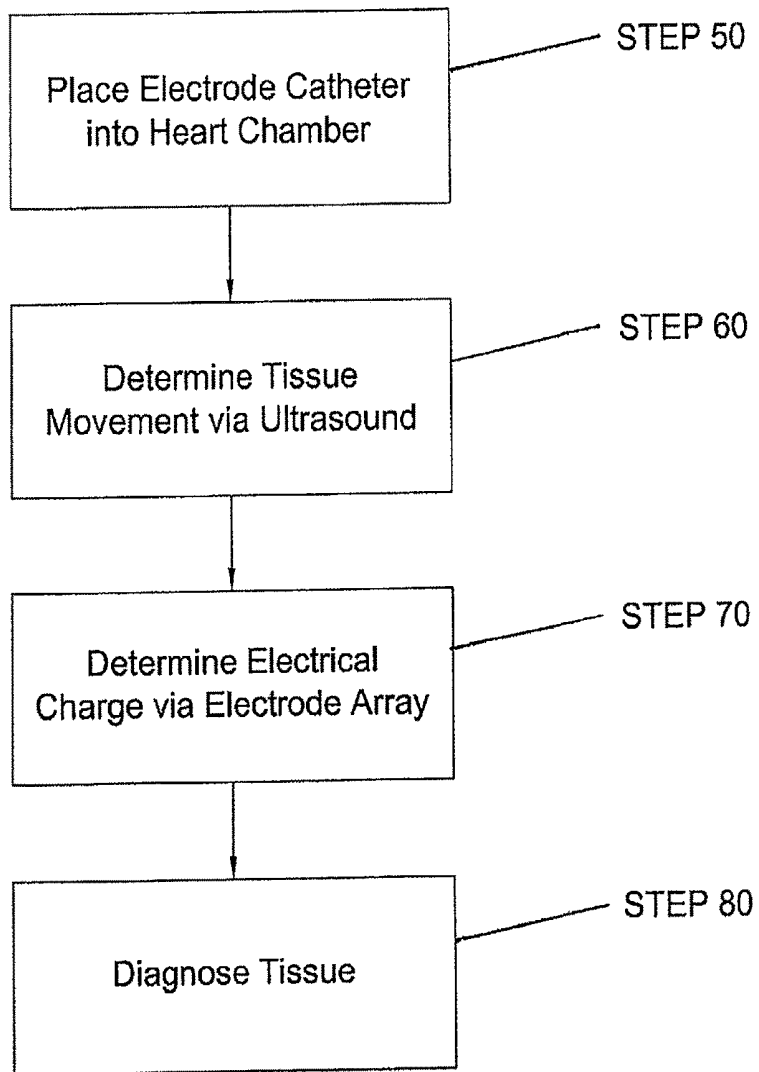 Place Electrode Catheter
into Heart Chamber
STEP 50
Determine Tissue
Movement via Ultrasound
STEP 60
Determine Electrical
Charge via Electrode Array
STEP 70
Diagnose Tissue
STEP 80